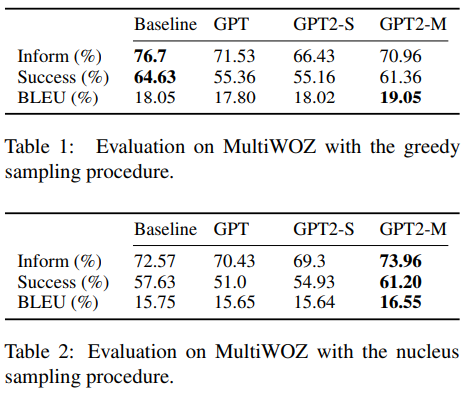 Baseline GPT GPT2-S GPT2-M
Inform (%) 76.7 71.53 66.43 70.96
Success (%) 64.63 55.36 55.16 61.36
BLEU (%) 18.05 17.80 18.02 19.05
Table 1: Evaluation on MultiWOZ with the greedy
sampling procedure.
Baseline GPT GPT2-S GPT2-M
Inform (%) 72.57 70.43 69.3 73.96
Success (%) 57.63 51.0 54.93 61.20
BLEU (%) 15.75 15.65 15.64 16.55
Table 2: Evaluation on MultiWOZ with the nucleus
sampling procedure.